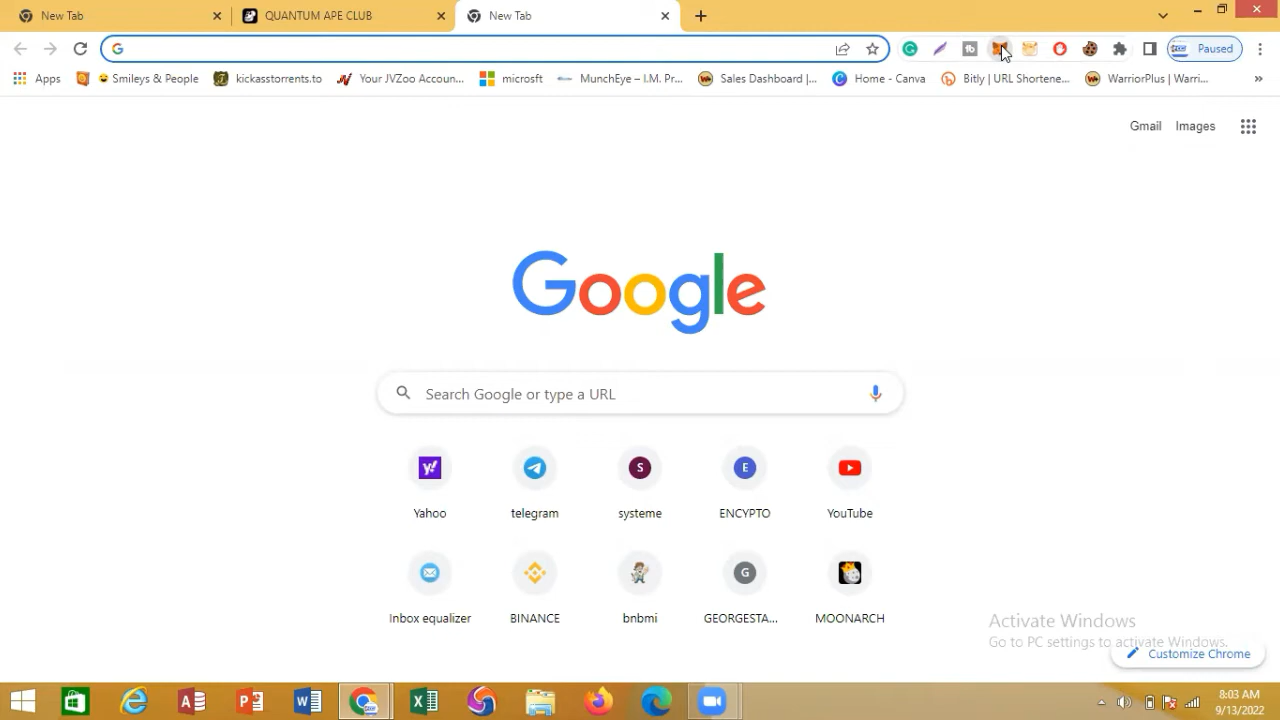 New Tab
QUANTUM APE CLUB
New Tab
Paused
Apps
Smileys & People
kickasstorrents.to
Your JVZoo Accoun...
microsft
MunchEye – I.M. Pr...
Sales Dashboard |...
Home - Canva
Bitly | URL Shortene...
WarriorPlus | Warri...
Gmail
Images
Google
Search Google or type a URL
Yahoo
telegram
S
systeme
E
ENCYPTO
YouTube
Inbox equalizer
BINANCE
bnbmi
G
GEORGESTA...
MOONARCH
Activate Windows
Go to PC settings to activate Windows.
Customize Chrome
8:03 AM
9/13/2022